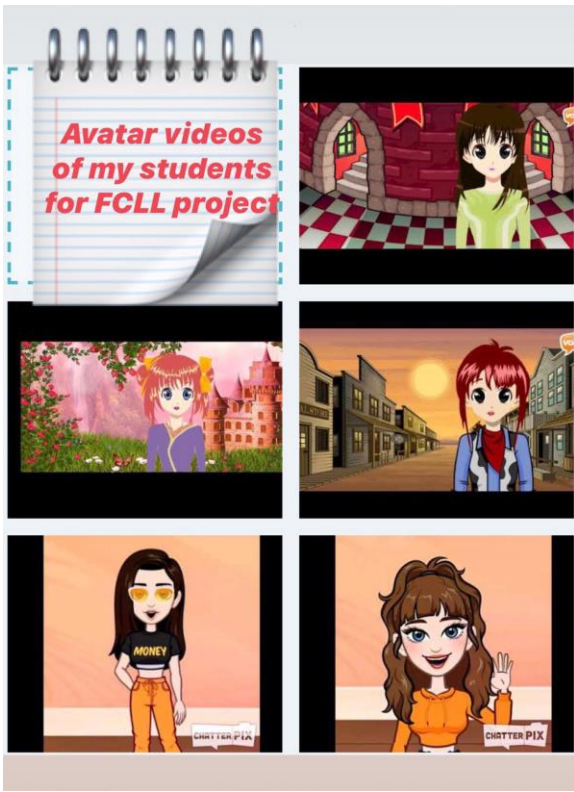 Avatar videos
of my students
for FCLL project
MONEY
CHATTER PIX
CHATTER PIX